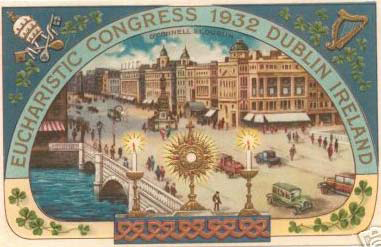 EUCHARISTIC CONGRESS 1932 DUBLIN IRELAND
O'CONNELL ST. DUBLIN